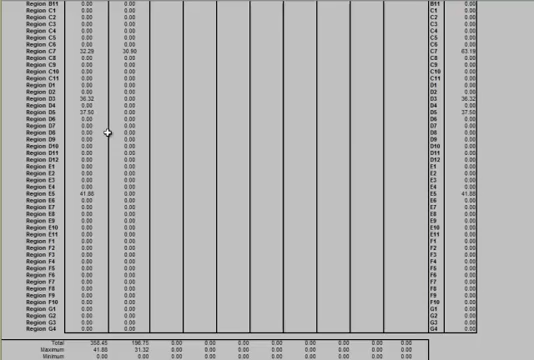 Region B11 0.00 0.00 B11 0.00
Region C1 0.00 0.00 C1 0.00
Region C2 0.00 0.00 C2 0.00
Region C3 0.00 0.00 C3 0.00
Region C4 0.00 0.00 C4 0.00
Region C5 0.00 0.00 C5 0.00
Region C6 0.00 0.00 C6 0.00
Region C7 32.29 30.90 C7 63.19
Region C8 0.00 0.00 C8 0.00
Region C9 0.00 0.00 C9 0.00
Region C10 0.00 0.00 C10 0.00
Region C11 0.00 0.00 C11 0.00
Region D1 0.00 0.00 D1 0.00
Region D2 0.00 0.00 D2 0.00
Region D3 36.32 0.00 D3 36.32
Region D4 0.00 0.00 D4 0.00
Region D5 37.50 0.00 D5 37.50
Region D6 0.00 0.00 D6 0.00
Region D7 0.00 0.00 D7 0.00
Region D8 0.00 0.00 D8 0.00
Region D9 0.00 0.00 D9 0.00
Region D10 0.00 0.00 D10 0.00
Region D11 0.00 0.00 D11 0.00
Region D12 0.00 0.00 D12 0.00
Region E1 0.00 0.00 E1 0.00
Region E2 0.00 0.00 E2 0.00
Region E3 0.00 0.00 E3 0.00
Region E4 0.00 0.00 E4 0.00
Region E5 41.88 0.00 E5 41.88
Region E6 0.00 0.00 E6 0.00
Region E7 0.00 0.00 E7 0.00
Region E8 0.00 0.00 E8 0.00
Region E9 0.00 0.00 E9 0.00
Region E10 0.00 0.00 E10 0.00
Region E11 0.00 0.00 E11 0.00
Region F1 0.00 0.00 F1 0.00
Region F2 0.00 0.00 F2 0.00
Region F3 0.00 0.00 F3 0.00
Region F4 0.00 0.00 F4 0.00
Region F5 0.00 0.00 F5 0.00
Region F6 0.00 0.00 F6 0.00
Region F7 0.00 0.00 F7 0.00
Region F8 0.00 0.00 F8 0.00
Region F9 0.00 0.00 F9 0.00
Region F10 0.00 0.00 F10 0.00
Region G1 0.00 0.00 G1 0.00
Region G2 0.00 0.00 G2 0.00
Region G3 0.00 0.00 G3 0.00
Region G4 0.00 0.00 G4 0.00
Total 358.45 196.75 0.00 0.00 0.00 0.00 0.00 0.00 0.00
Maximum 41.88 31.32 0.00 0.00 0.00 0.00 0.00 0.00 0.00
Minimum 0.00 0.00 0.00 0.00 0.00 0.00 0.00 0.00 0.00